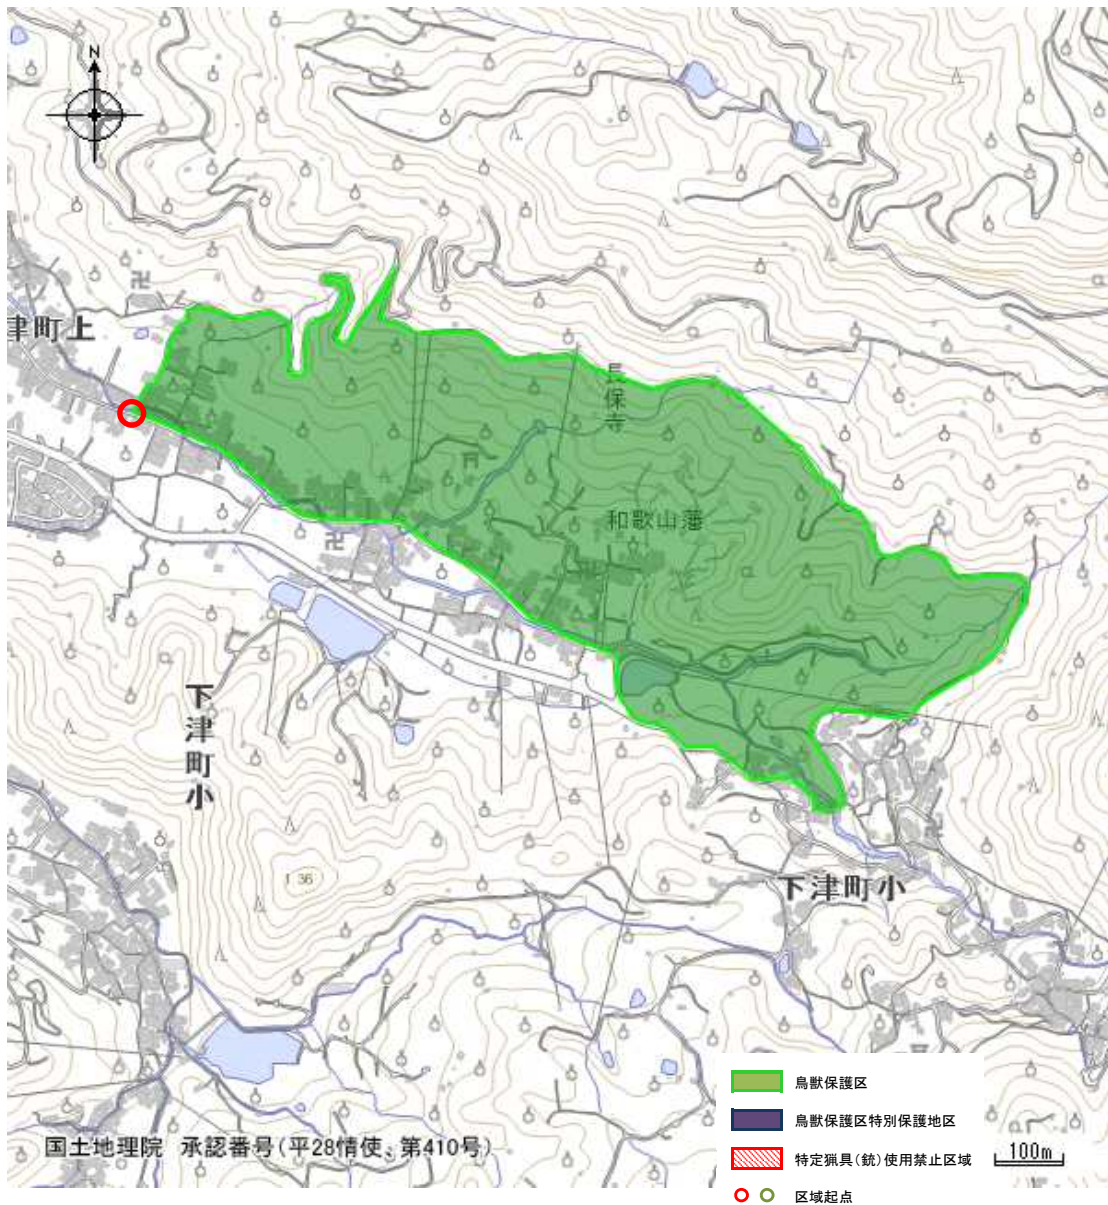 N
津町上
長保寺
和歌山藩
下津町小
136
下津町小
国土地理院 承認番号(平28情使、第410号)
鳥獣保護区
鳥獣保護区特別保護地区
特定猟具(銃)使用禁止区域
区域起点
100m